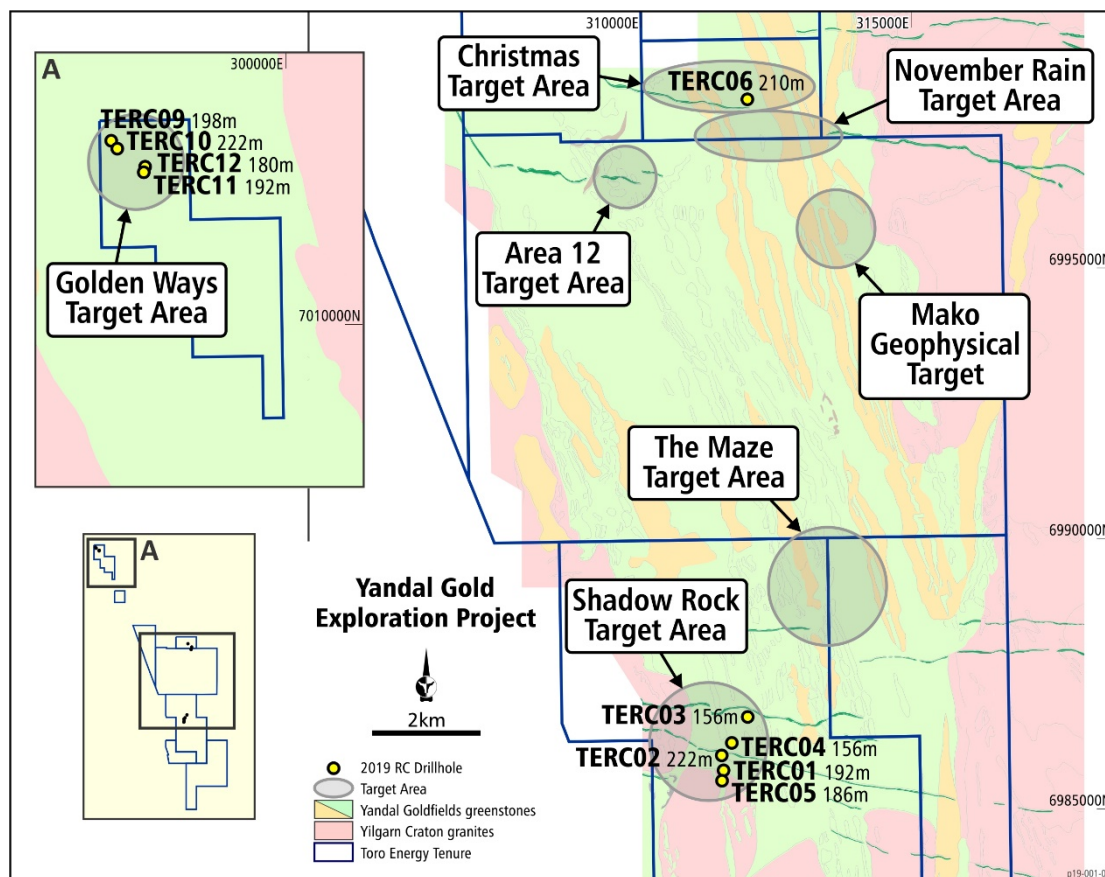 A
300000E
TERC09 198m
TERC10 222m
TERC12 180m
TERC11 192m
Golden Ways
Target Area
7010000N
310000E
315000E
Christmas
Target Area
TERC06 210m
November Rain
Target Area
Area 12
Target Area
6995000N
Mako
Geophysical
Target
The Maze
Target Area
6990000N
Shadow Rock
Target Area
TERC03 156m
TERC04 156m
TERC02 222m
TERC01 192m
TERC05 186m
6985000N
A
Yandal Gold
Exploration Project
2km
2019 RC Drillhole
Target Area
Yandal Goldfields greenstones
Yilgarn Craton granites
Toro Energy Tenure